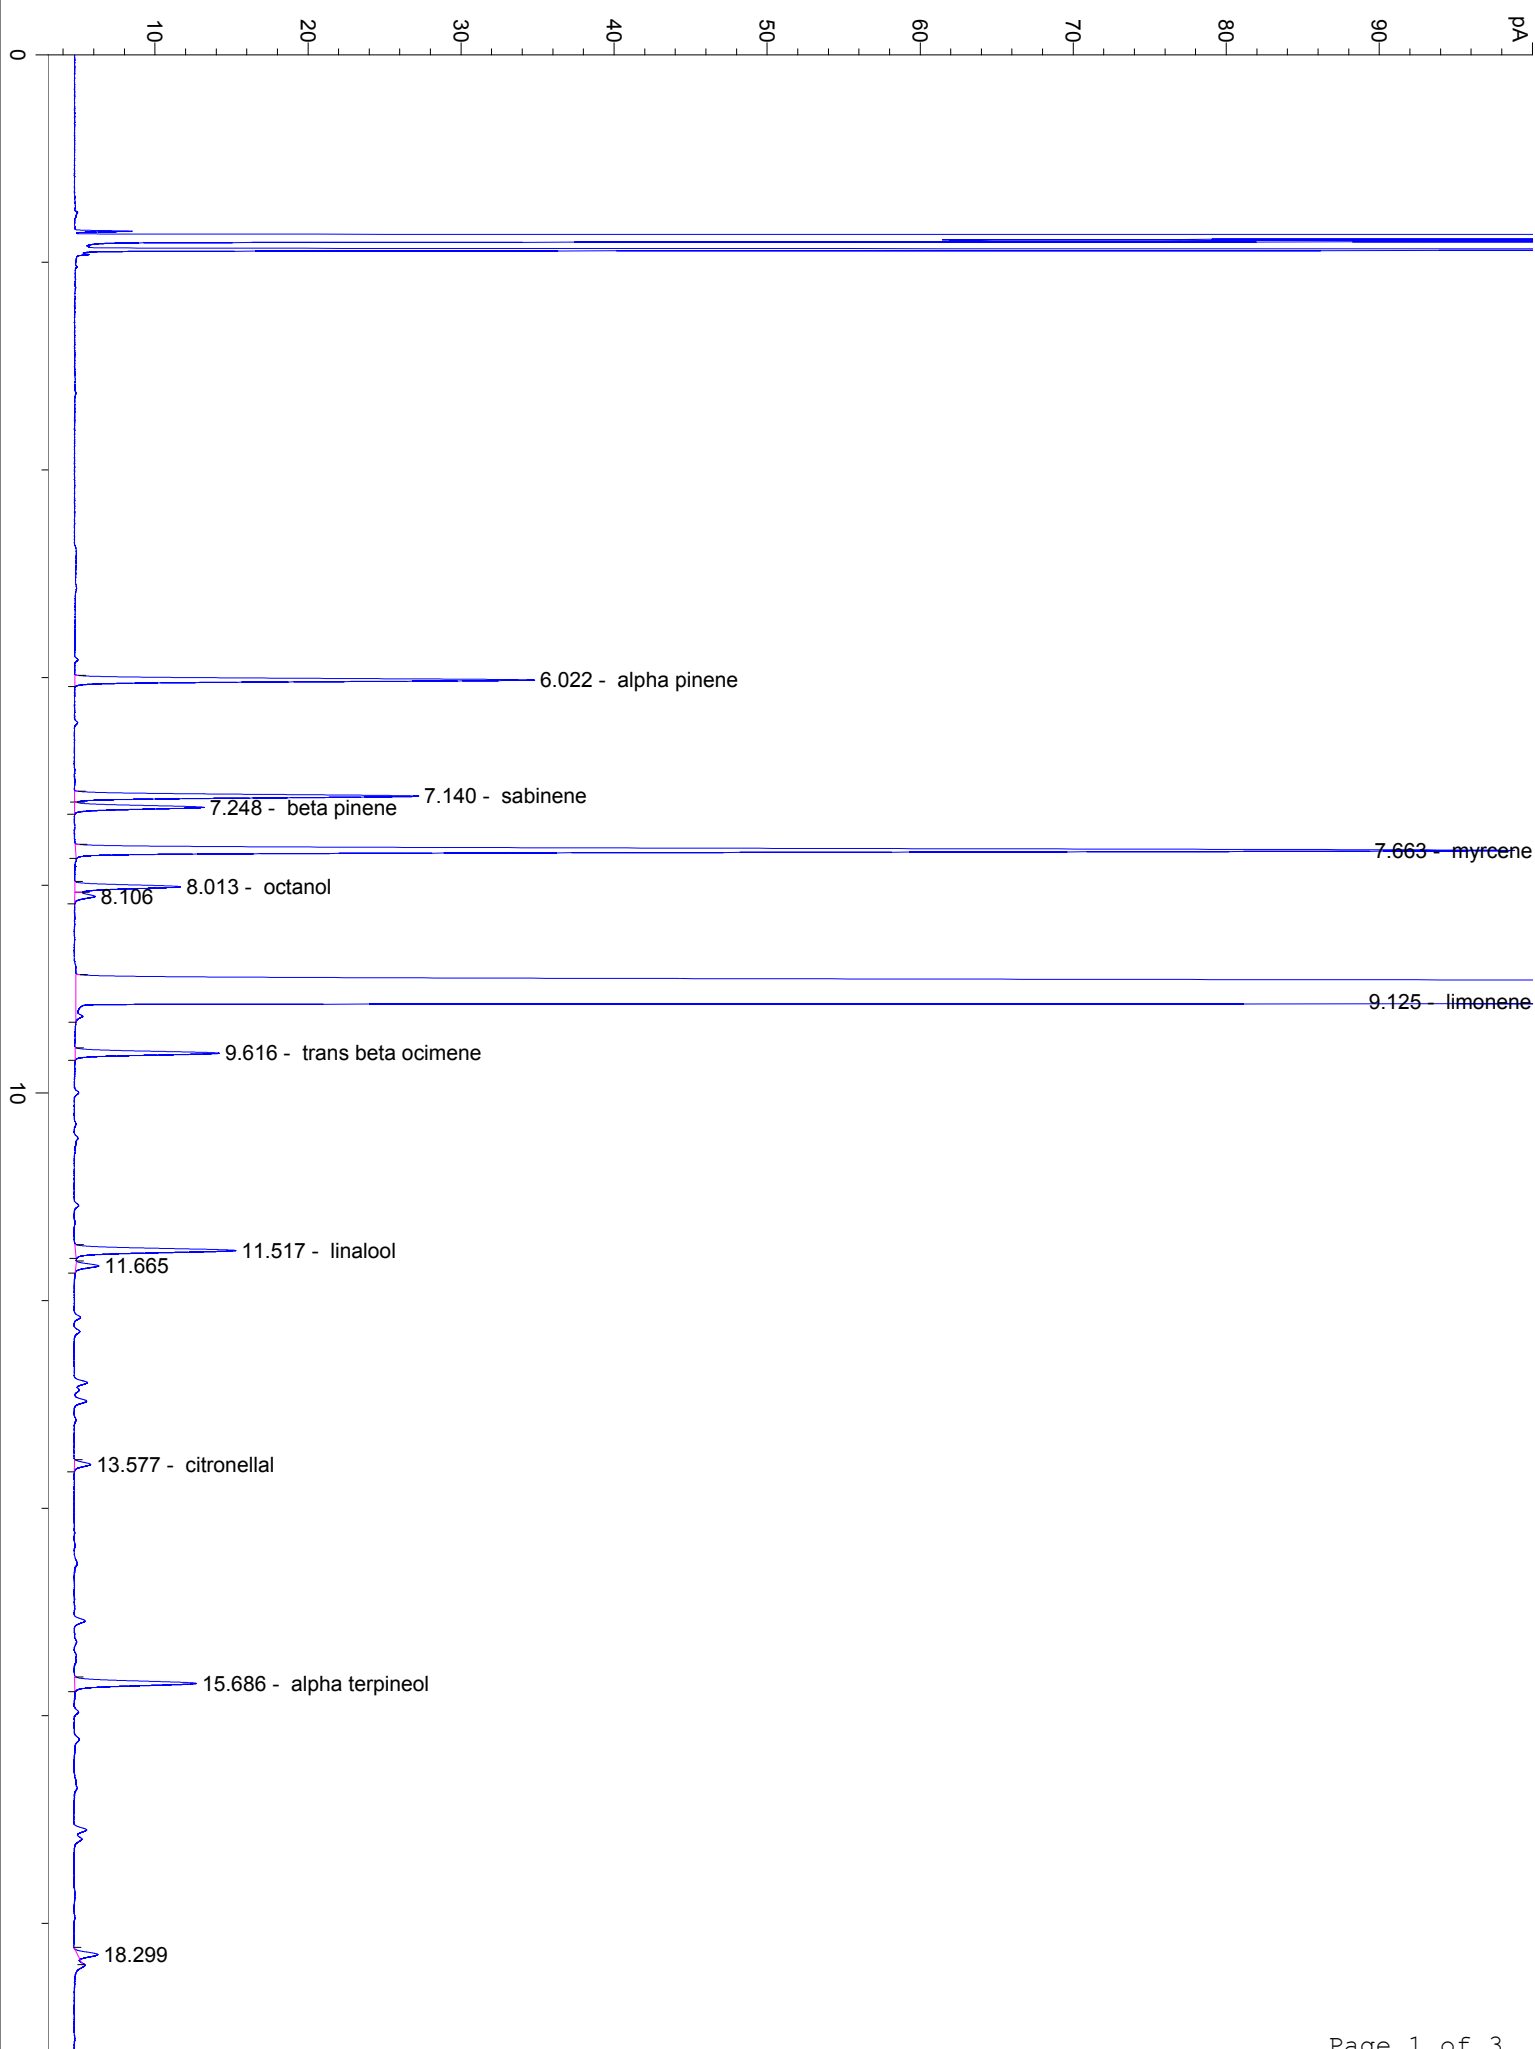 pA
10
20
30
40
50
60
70
80
90
0
6.022 - alpha pinene
7.140 - sabinene
7.248 - beta pinene
7.663 - myrcene
8.013 - octanol
8.106
9.125 - limonene
9.616 - trans beta ocimene
10
11.517 - linalool
11.665
13.577 - citronellal
15.686 - alpha terpineol
18.299
Page 1 of 3